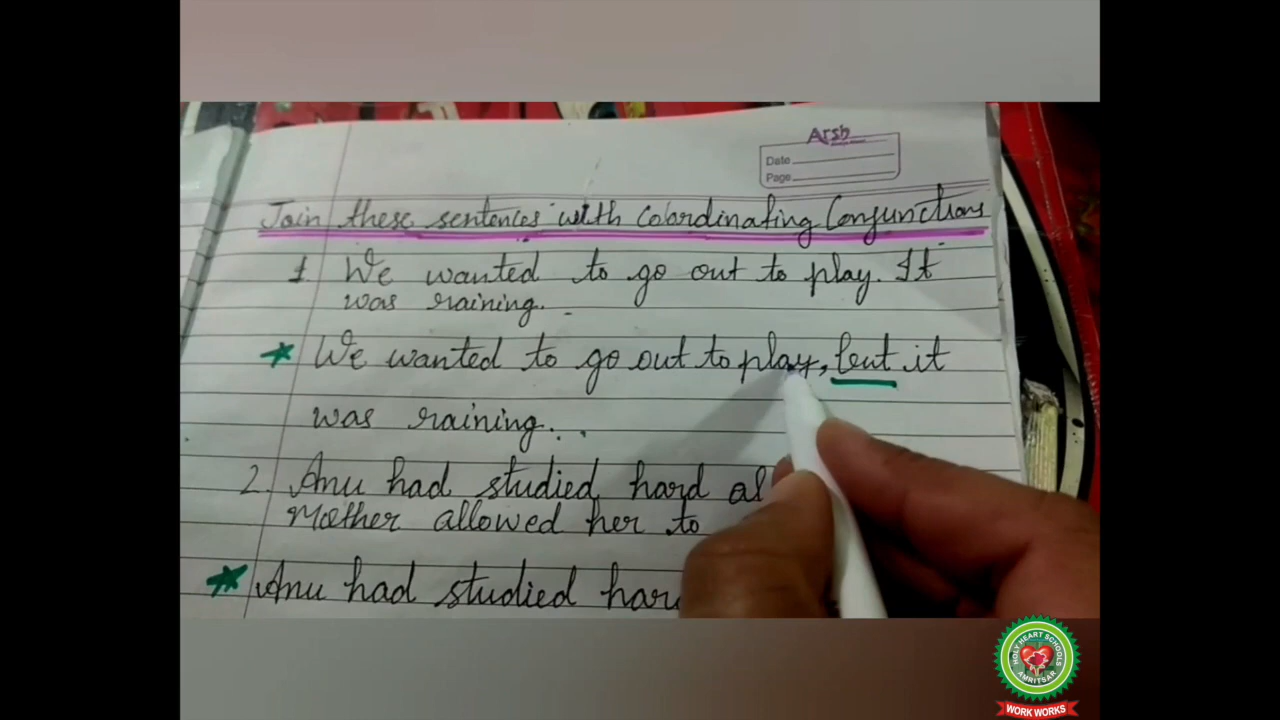 Arsh
Date
Page
Join these sentences with Coordinating Conjunctions
1. We wanted to go out to play. It
was raining.
We wanted to go out to play, but it
was raining.
2. Anu had studied hard al
Mother allowed her to
Anu had studied har
HOLY HEART SCHOOLS
AMRITSAR
WORK WORKS